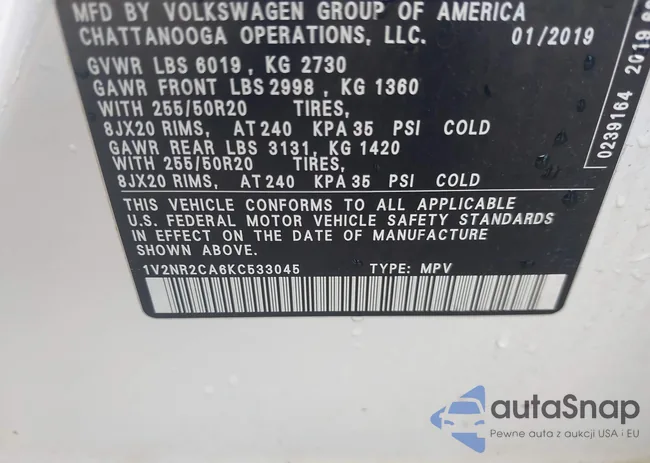 MFD BY VOLKSWAGEN GROUP OF AMERICA
CHATTANOOGA OPERATIONS, LLC. 01/2019
GVWR LBS 6019 , KG 2730
GAWR FRONT LBS 2998 , KG 1360
WITH 255/50R20 TIRES,
8JX20 RIMS, AT 240 KPA 35 PSI COLD
GAWR REAR LBS 3131, KG 1420
WITH 255/50R20 TIRES,
8JX20 RIMS, AT 240 KPA 35 PSI COLD
THIS VEHICLE CONFORMS TO ALL APPLICABLE
U.S. FEDERAL MOTOR VEHICLE SAFETY STANDARDS
IN EFFECT ON THE DATE OF MANUFACTURE
SHOWN ABOVE.
1V2NR2CA6KC533045 TYPE: MPV
0239164 2019
autaSnap
Pewne auta z aukcji USA i EU